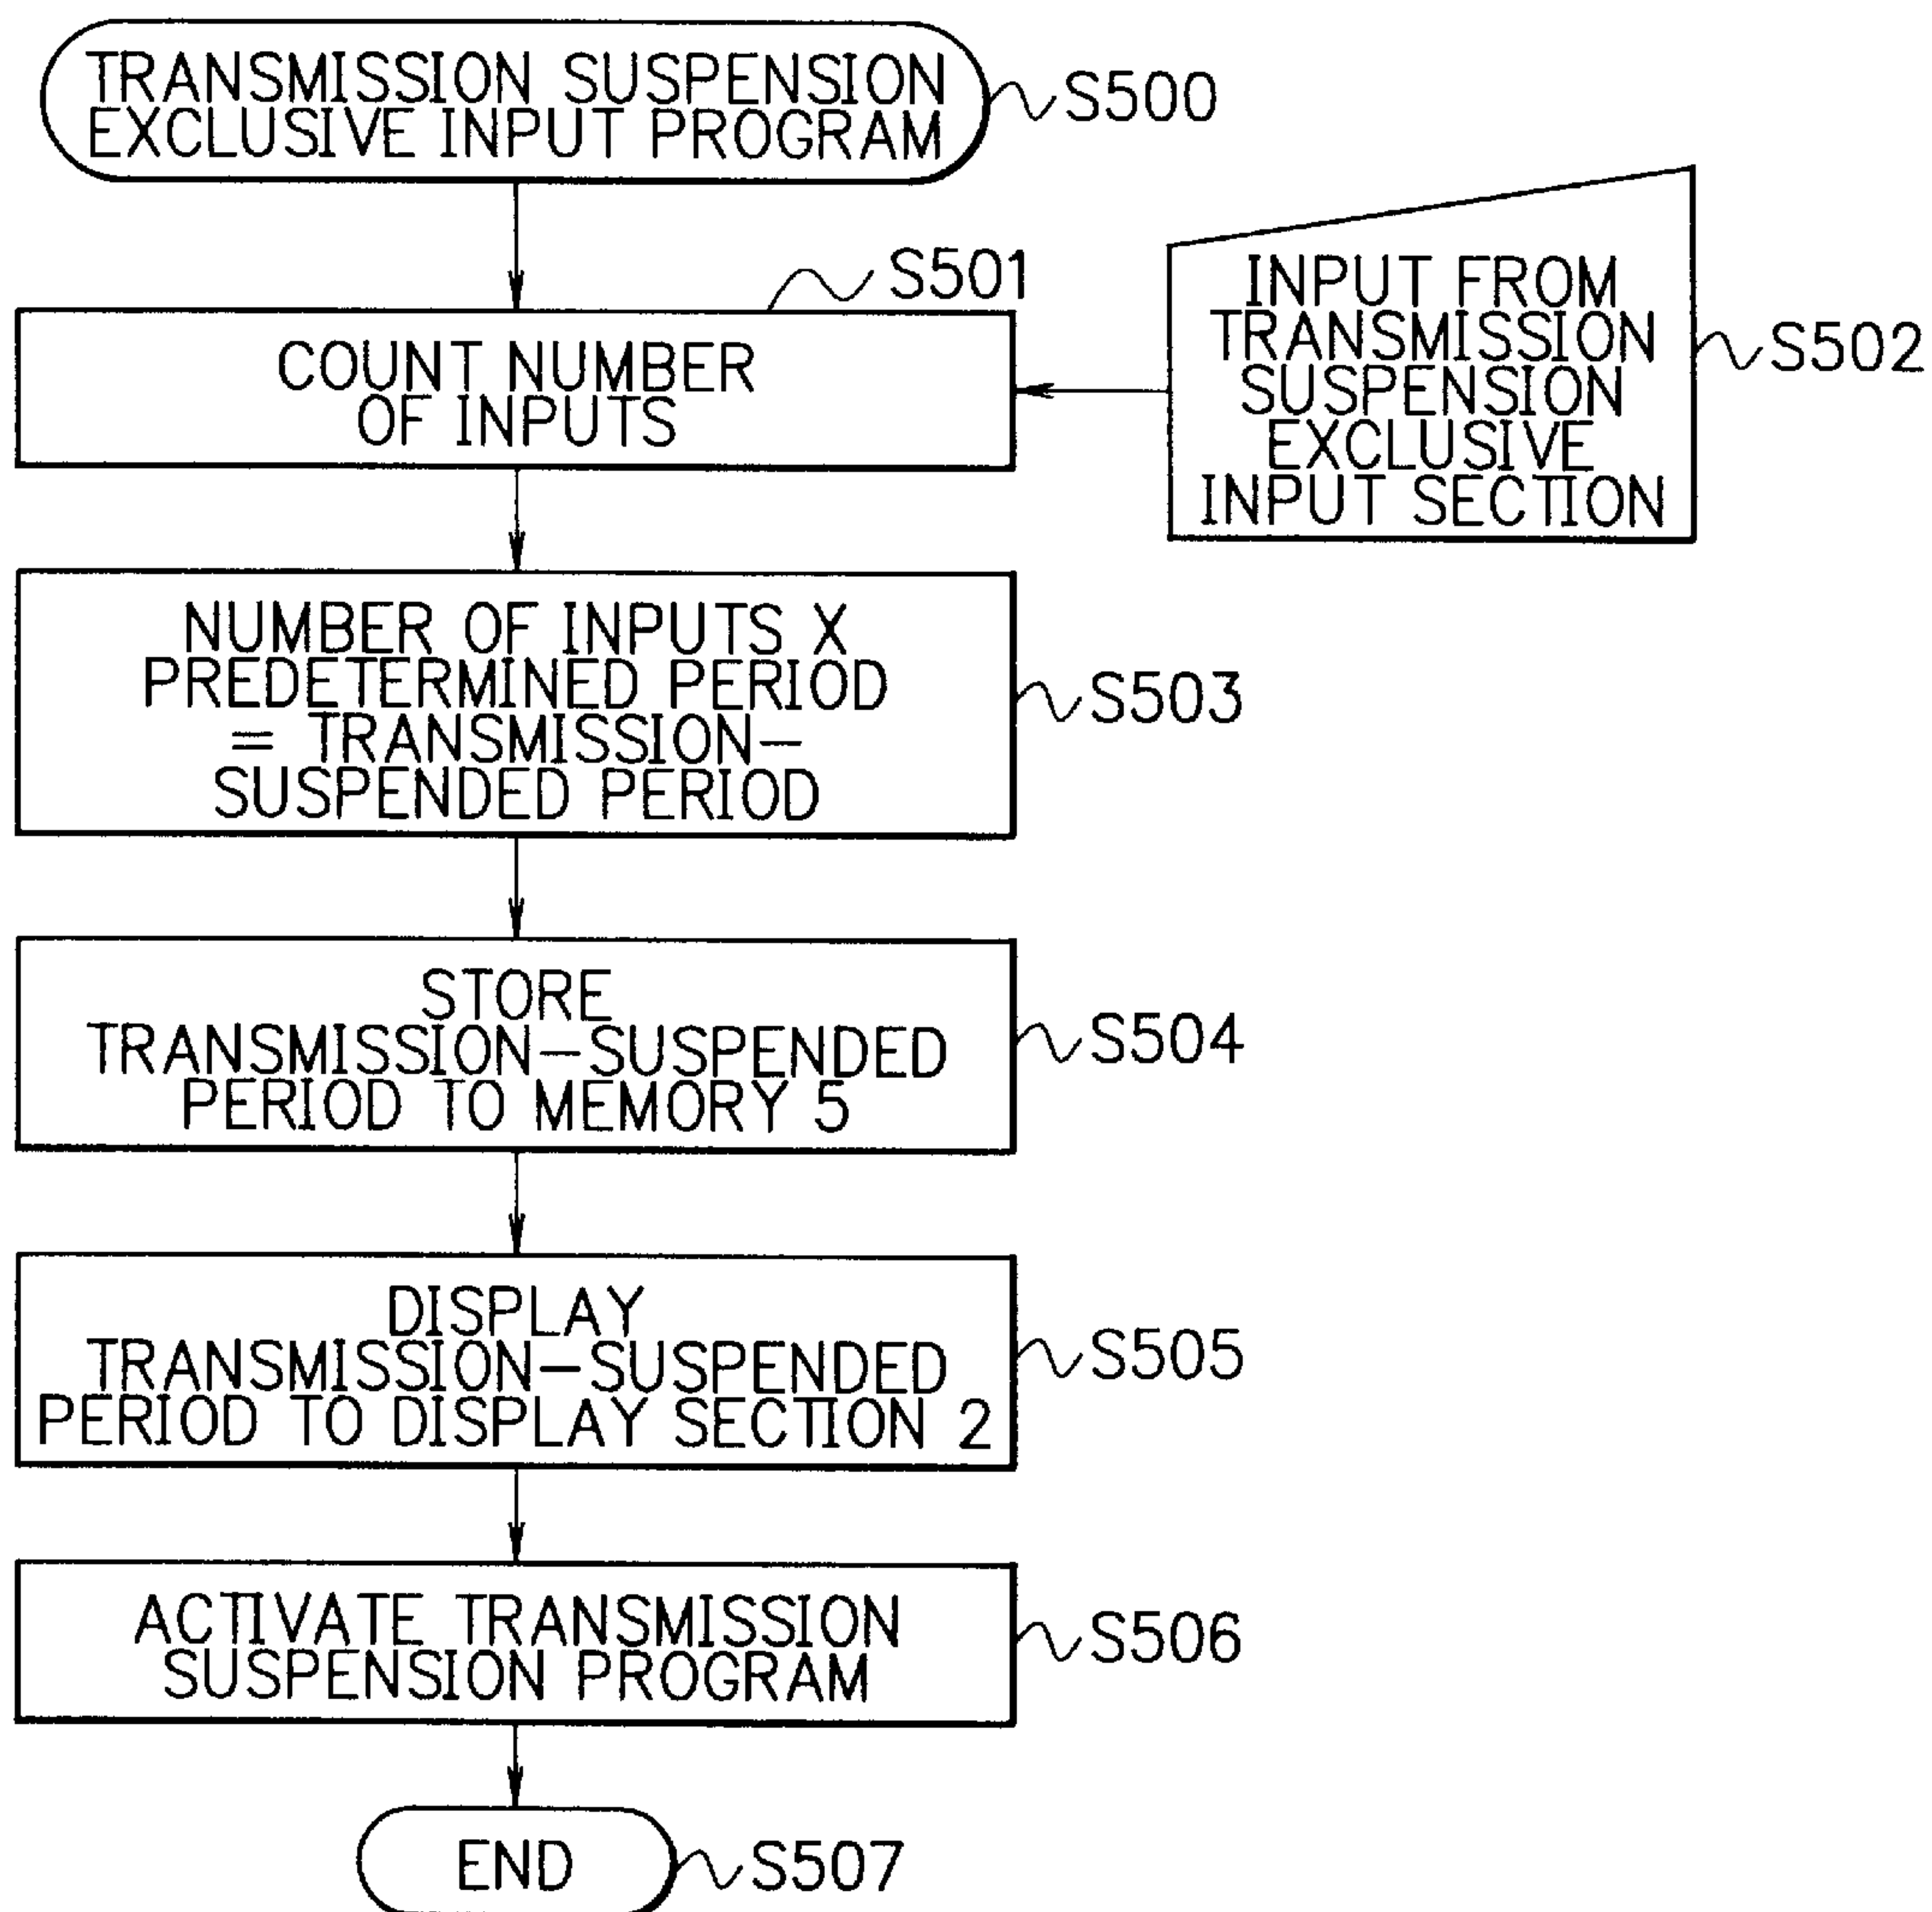 TRANSMISSION SUSPENSION
EXCLUSIVE INPUT PROGRAM
S500
S501
COUNT NUMBER
OF INPUTS
INPUT FROM
TRANSMISSION
SUSPENSION
EXCLUSIVE
INPUT SECTION
S502
NUMBER OF INPUTS X
PREDETERMINED PERIOD
= TRANSMISSION-
SUSPENDED PERIOD
S503
STORE
TRANSMISSION-SUSPENDED
PERIOD TO MEMORY 5
S504
DISPLAY
TRANSMISSION-SUSPENDED
PERIOD TO DISPLAY SECTION 2
S505
ACTIVATE TRANSMISSION
SUSPENSION PROGRAM
S506
END
S507